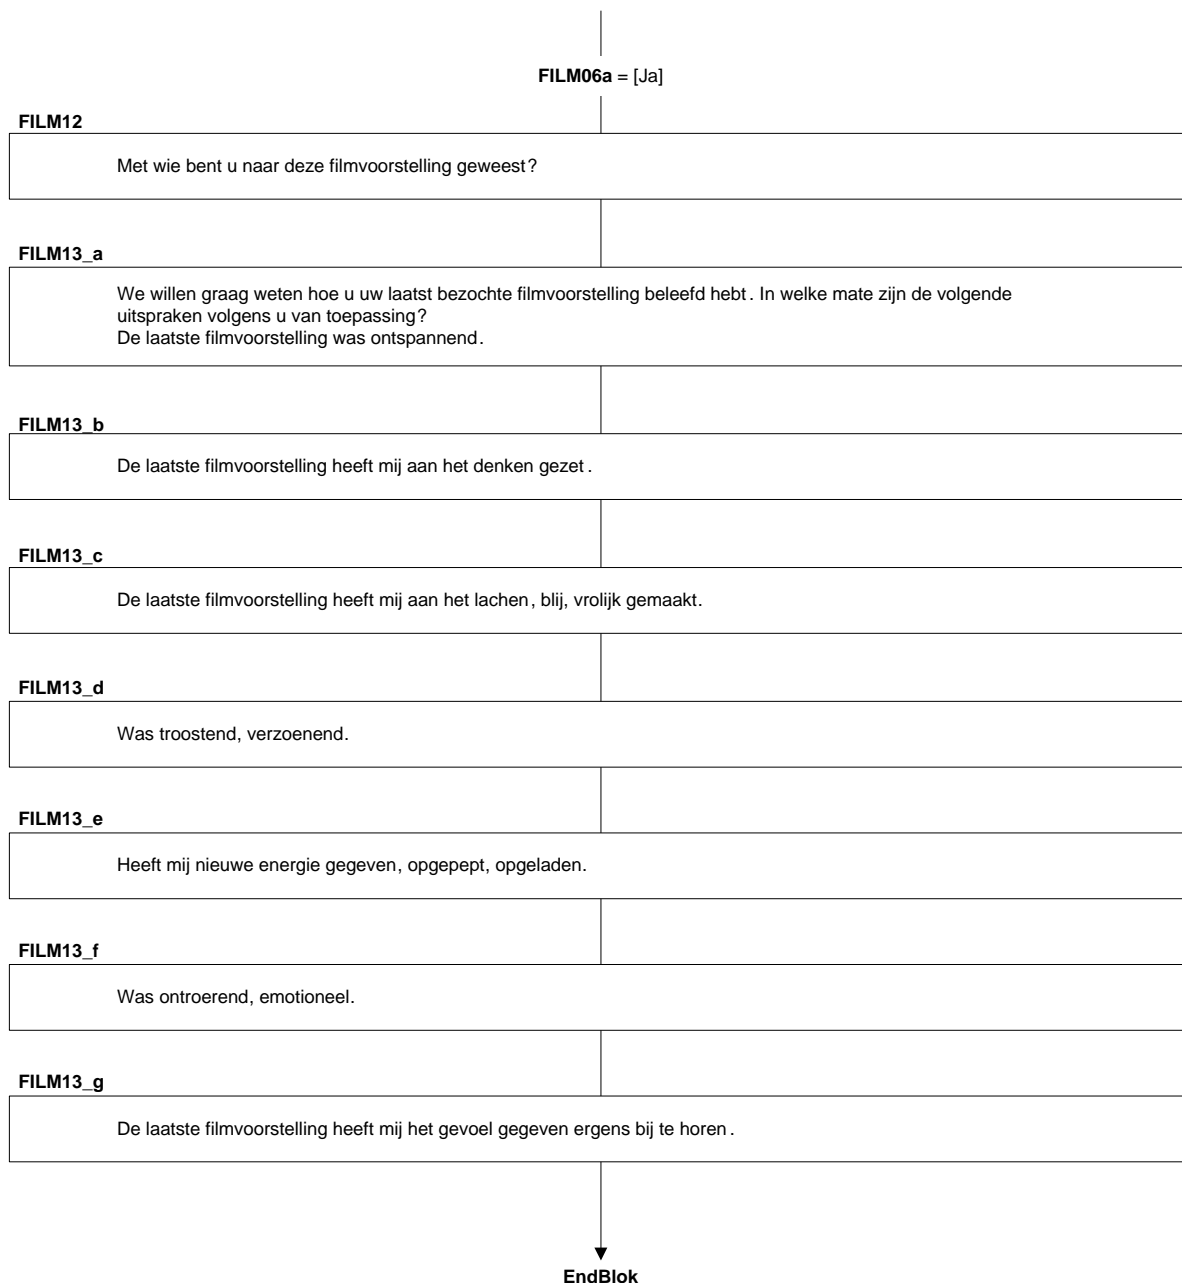 FILM06a = [Ja]
FILM12
Met wie bent u naar deze filmvoorstelling geweest?
FILM13_a
We willen graag weten hoe u uw laatst bezochte filmvoorstelling beleefd hebt. In welke mate zijn de volgende
uitspraken volgens u van toepassing?
De laatste filmvoorstelling was ontspannend.
FILM13_b
De laatste filmvoorstelling heeft mij aan het denken gezet.
FILM13_c
De laatste filmvoorstelling heeft mij aan het lachen, blij, vrolijk gemaakt.
FILM13_d
Was troostend, verzoenend.
FILM13_e
Heeft mij nieuwe energie gegeven, opgepept, opgeladen.
FILM13_f
Was ontroerend, emotioneel.
FILM13_g
De laatste filmvoorstelling heeft mij het gevoel gegeven ergens bij te horen.
EndBlok